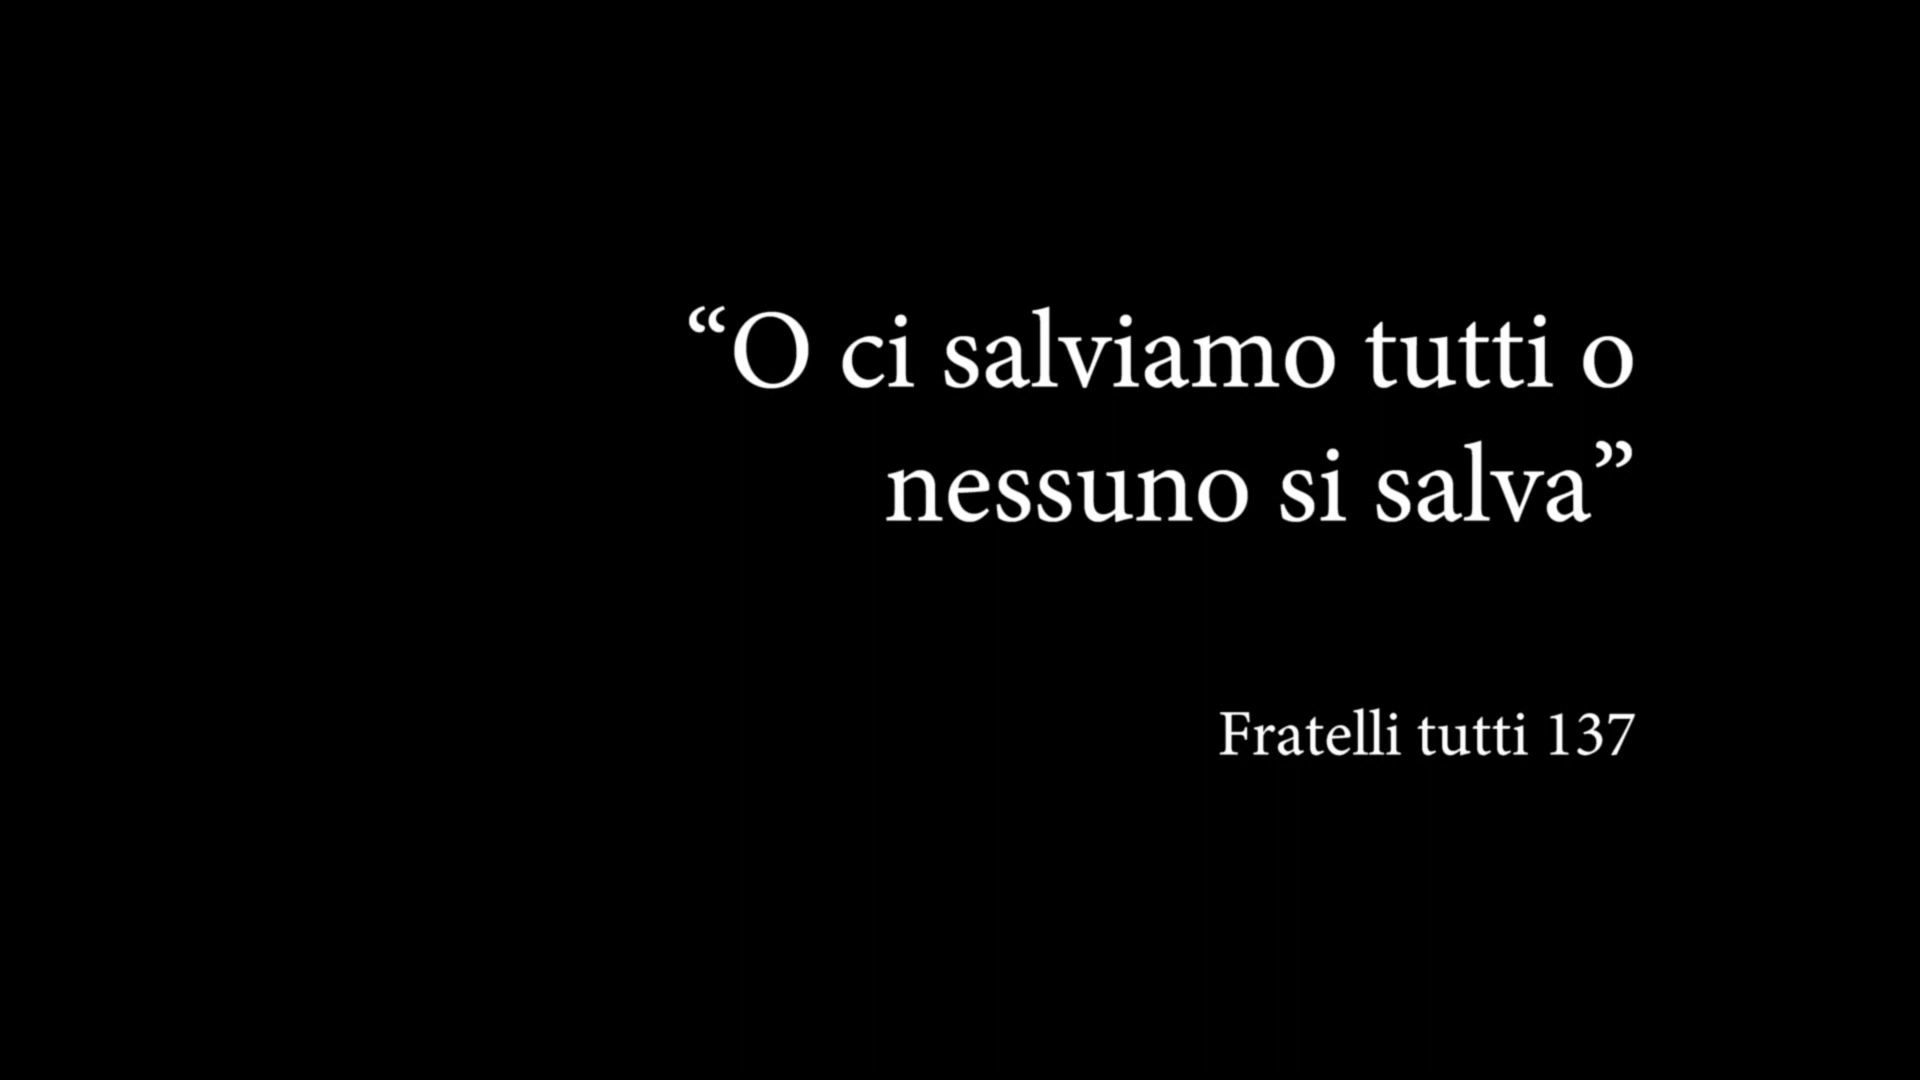 “O ci salviamo tutti o
nessuno si salva”
Fratelli tutti 137